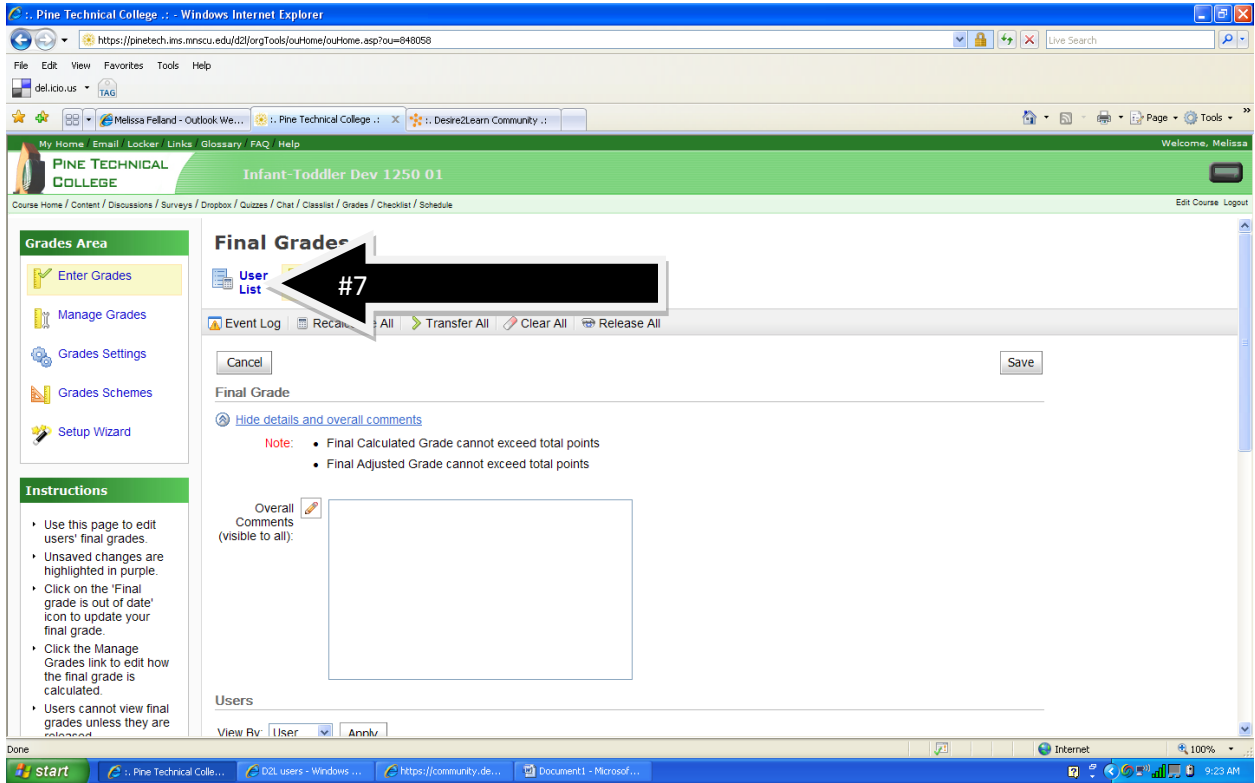 :. Pine Technical College .: - Windows Internet Explorer
https://pinetech.ims.mnscu.edu/d2l/orgTools/ouHome/ouHome.asp?ou=848058
Live Search
File Edit View Favorites Tools Help
del.icio.us TAG
Melissa Felland - Outlook We... :. Pine Technical College .: X :. Desire2Learn Community .: Page Tools »
My Home / Email / Locker / Links / Glossary / FAQ / Help Welcome, Melissa
PINE TECHNICAL
COLLEGE
Infant-Toddler Dev 1250 01
Course Home / Content / Discussions / Surveys / Dropbox / Quizzes / Chat / Classlist / Grades / Checklist / Schedule Edit Course Logout
Grades Area
Enter Grades
Manage Grades
Grades Settings
Grades Schemes
Setup Wizard
Instructions
Use this page to edit
users' final grades.
Unsaved changes are
highlighted in purple.
Click on the 'Final
grade is out of date'
icon to update your
final grade.
Click the Manage
Grades link to edit how
the final grade is
calculated.
Users cannot view final
grades unless they are
Final Grades
User
List
#7
Event Log All Transfer All Clear All Release All
Cancel Save
Final Grade
Hide details and overall comments
Note: • Final Calculated Grade cannot exceed total points
• Final Adjusted Grade cannot exceed total points
Overall
Comments
(visible to all):
Users
View By: User Apply
Done Internet 100%
start :. Pine Technical Colle... D2L users - Windows ... https://community.de... Document1 - Microsof... 9:23 AM